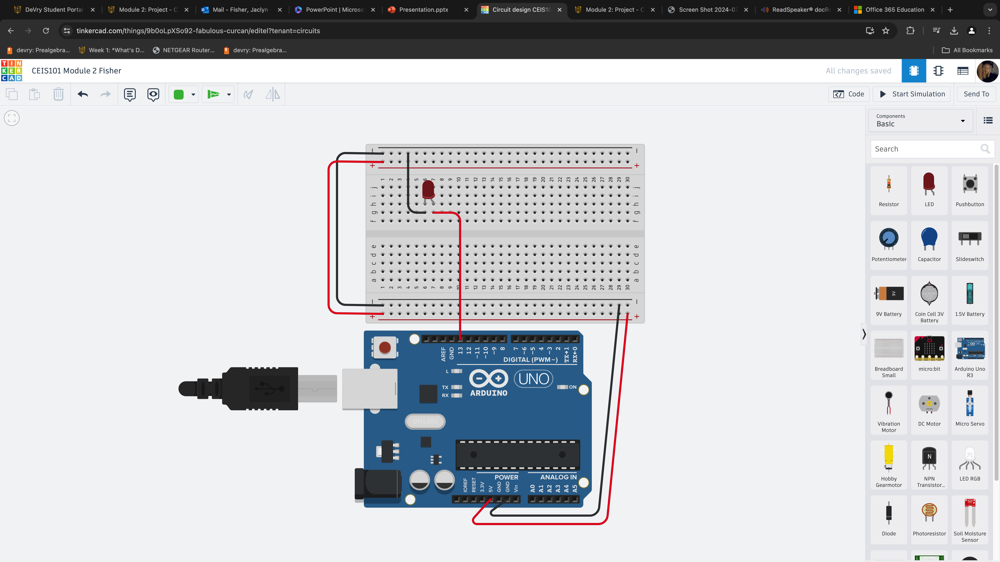 DeVry Student Portal
Module 2: Project - C
Mail - Fisher, Jaclyn -
PowerPoint | Microso
Presentation.pptx
Circuit design CEIS10
Module 2: Project - C
Screen Shot 2024-07
ReadSpeaker® docRe
Office 365 Education
tinkercad.com/things/9b0oLpXSo92-fabulous-curcan/editel?tenant=circuits
devry: Prealgebra...
Week 1: *What's D...
NETGEAR Router...
devry: Prealgebra...
All Bookmarks
TIN
KER
CAD
CEIS101 Module 2 Fisher
All changes saved
Code
Start Simulation
Send To
Components
Basic
Search
Resistor
LED
Pushbutton
Potentiometer
Capacitor
Slideswitch
9V
9V Battery
Coin Cell 3V Battery
1.5V Battery
Breadboard Small
micro:bit
Arduino Uno R3
Vibration Motor
DC Motor
Micro Servo
N
Hobby Gearmotor
NPN Transistor...
LED RGB
Diode
Photoresistor
Soil Moisture Sensor
1 2 3 4 5 6 7 8 9 10 11 12 13 14 15 16 17 18 19 20 21 22 23 24 25 26 27 28 29 30
j j
i i
h h
g g
f f
e e
d d
c c
b b
a a
1 2 3 4 5 6 7 8 9 10 11 12 13 14 15 16 17 18 19 20 21 22 23 24 25 26 27 28 29 30
AREF GND 13 12 ~11 ~10 ~9 8 7 ~6 ~5 4 ~3 2 TX→1 RX←0
DIGITAL (PWM~)
L
TX
RX
UNO
ON
ARDUINO
SPK16.000G
POWER
ANALOG IN
IOREF RESET 3.3V 5V GND GND Vin A0 A1 A2 A3 A4 A5